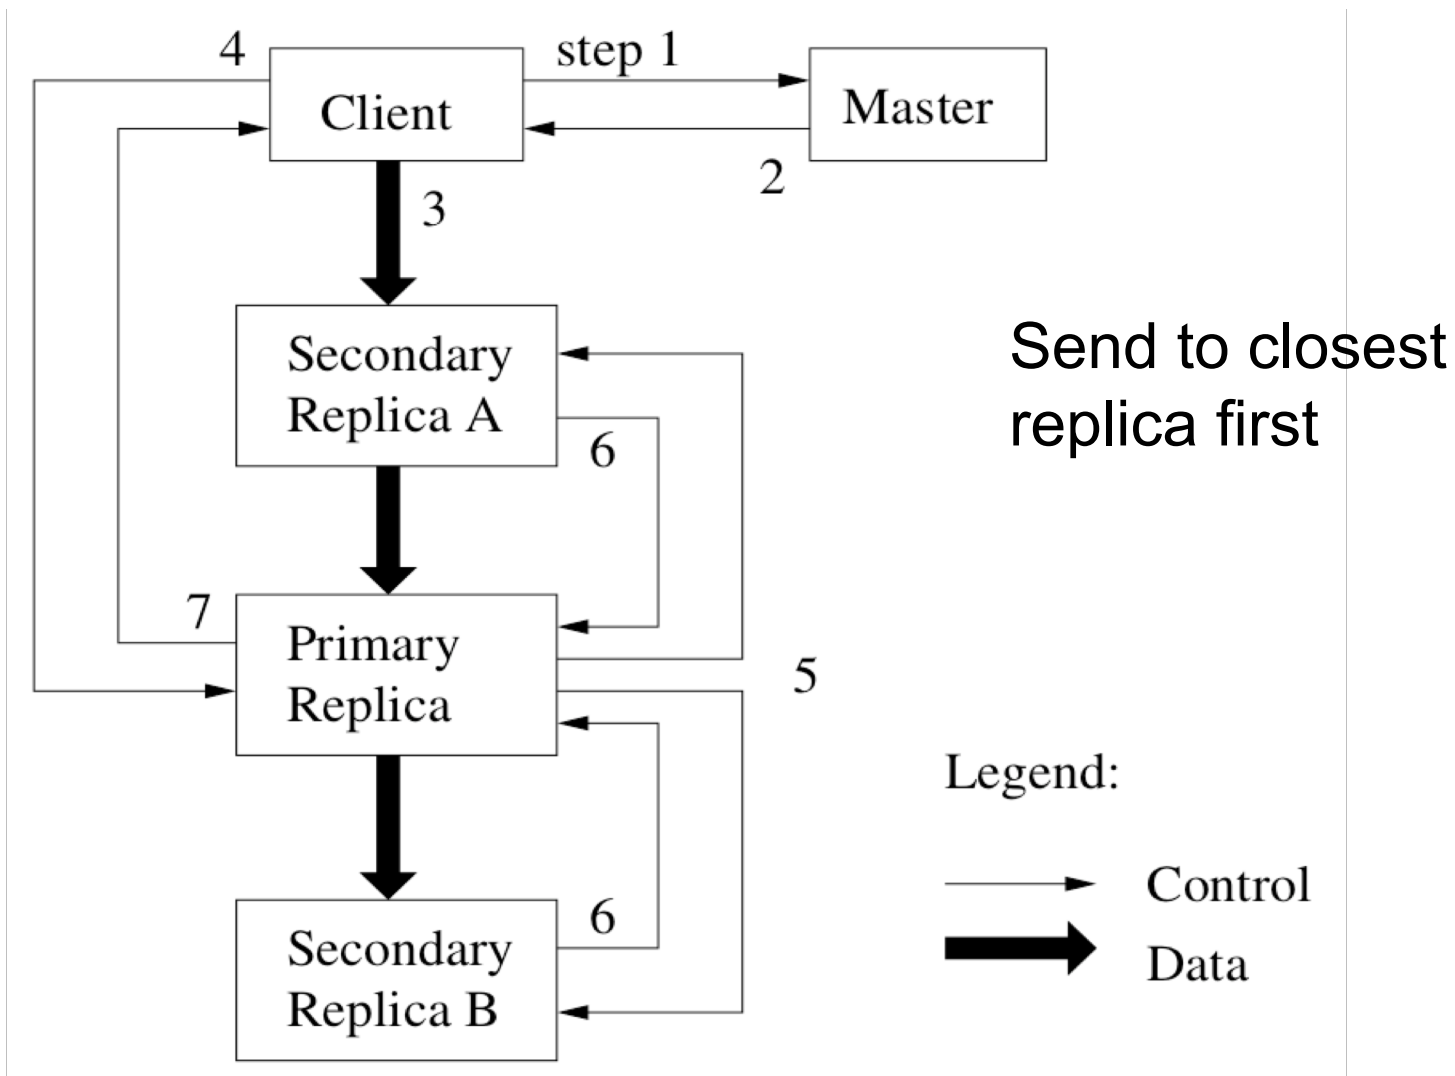 4
step 1
Client
Master
2
3
Secondary
Replica A
6
Send to closest
replica first
7
Primary
Replica
5
Legend:
Control
Data
6
Secondary
Replica B